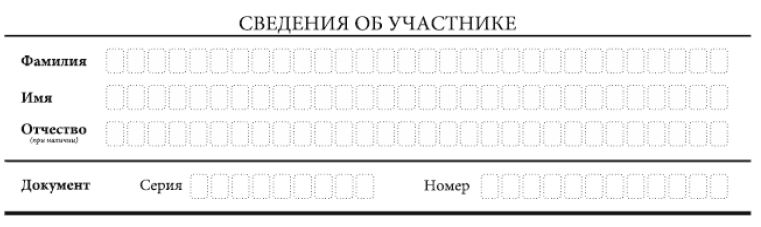 СВЕДЕНИЯ ОБ УЧАСТНИКЕ
Фамилия
Имя
Отчество
(при наличии)
Документ Серия Номер